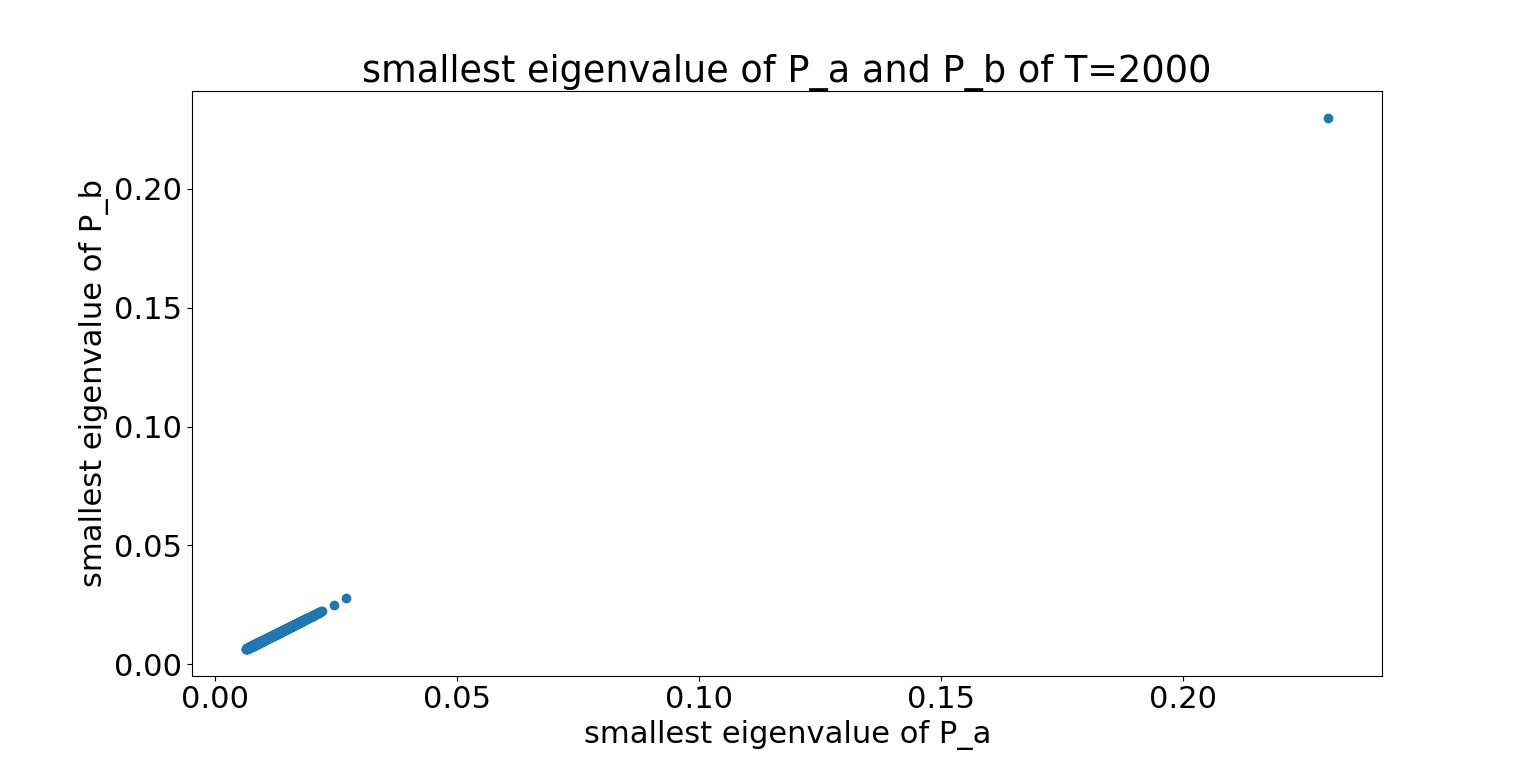 smallest eigenvalue of P_a and P_b of T=2000
smallest eigenvalue of P_b
0.20
0.15
0.10
0.05
0.00
0.00 0.05 0.10 0.15 0.20
smallest eigenvalue of P_a